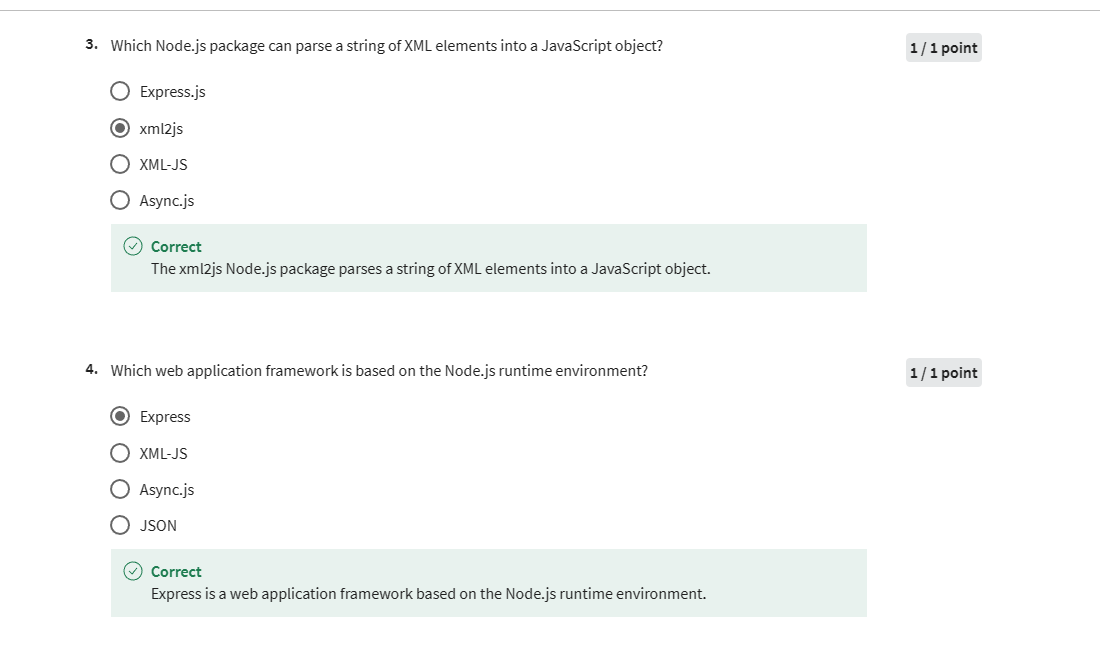 3. Which Node.js package can parse a string of XML elements into a JavaScript object?
1 / 1 point
Express.js
xml2js
XML-JS
Async.js
Correct
The xml2js Node.js package parses a string of XML elements into a JavaScript object.
4. Which web application framework is based on the Node.js runtime environment?
1 / 1 point
Express
XML-JS
Async.js
JSON
Correct
Express is a web application framework based on the Node.js runtime environment.